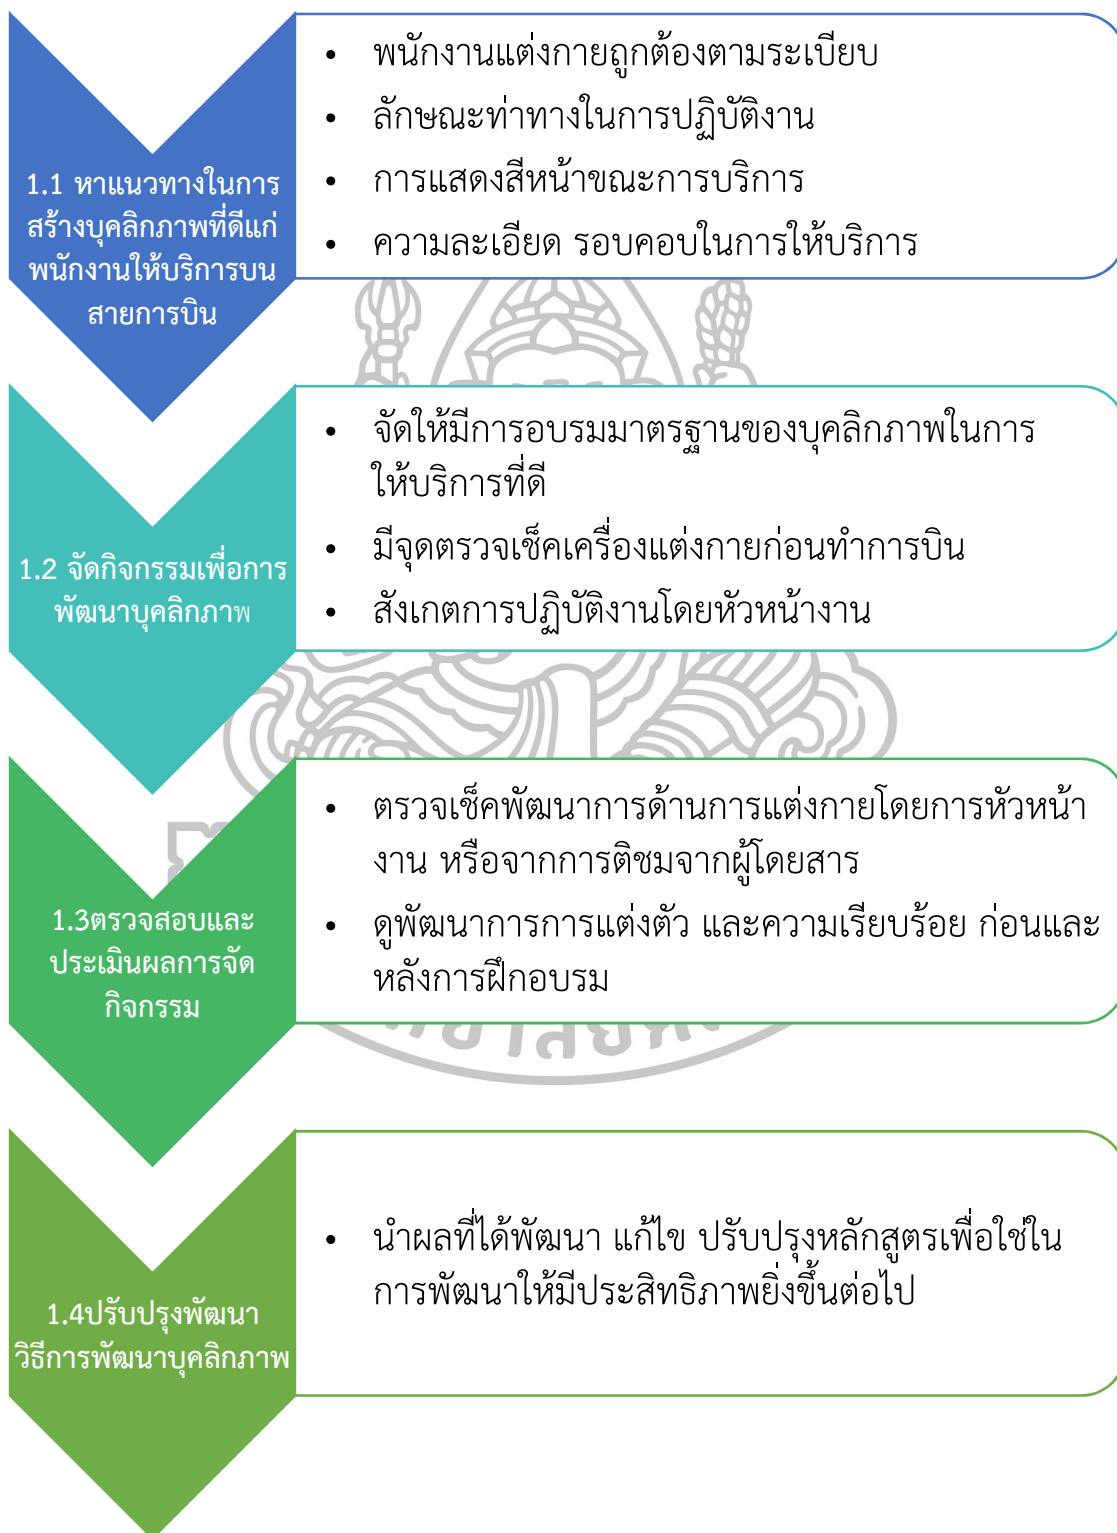 1.1 หาแนวทางในการ
สร้างบุคลิกภาพที่ดีแก่
พนักงานให้บริการบน
สายการบิน
• พนักงานแต่งกายถูกต้องตามระเบียบ
• ลักษณะท่าทางในการปฏิบัติงาน
• การแสดงสีหน้าขณะการบริการ
• ความละเอียด รอบคอบในการให้บริการ
1.2 จัดกิจกรรมเพื่อการ
พัฒนาบุคลิกภาพ
• จัดให้มีการอบรมมาตรฐานของบุคลิกภาพในการ
ให้บริการที่ดี
• มีจุดตรวจเช็คเครื่องแต่งกายก่อนทำการบิน
• สังเกตการปฏิบัติงานโดยหัวหน้างาน
1.3ตรวจสอบและ
ประเมินผลการจัด
กิจกรรม
• ตรวจเช็คพัฒนาการด้านการแต่งกายโดยการหัวหน้า
งาน หรือจากการติชมจากผู้โดยสาร
• ดูพัฒนาการการแต่งตัว และความเรียบร้อย ก่อนและ
หลังการฝึกอบรม
1.4ปรับปรุงพัฒนา
วิธีการพัฒนาบุคลิกภาพ
• นำผลที่ได้พัฒนา แก้ไข ปรับปรุงหลักสูตรเพื่อใช่ใน
การพัฒนาให้มีประสิทธิภาพยิ่งขึ้นต่อไป